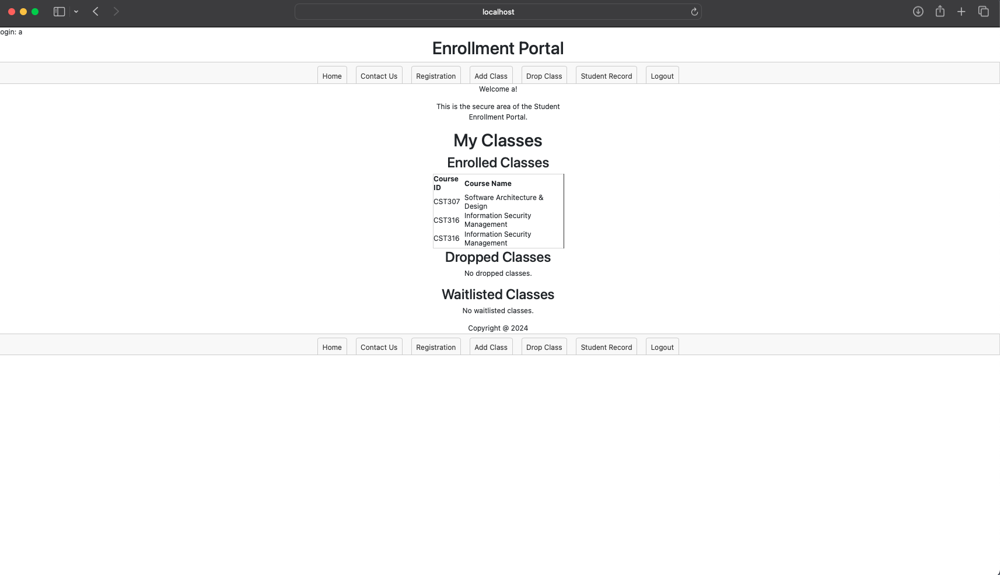 localhost
ogin: a
Enrollment Portal
Home Contact Us Registration Add Class Drop Class Student Record Logout
Welcome a!
This is the secure area of the Student
Enrollment Portal.
My Classes
Enrolled Classes
Course
ID
Course Name
CST307
Software Architecture &
Design
CST316
Information Security
Management
CST316
Information Security
Management
Dropped Classes
No dropped classes.
Waitlisted Classes
No waitlisted classes.
Copyright @ 2024
Home Contact Us Registration Add Class Drop Class Student Record Logout